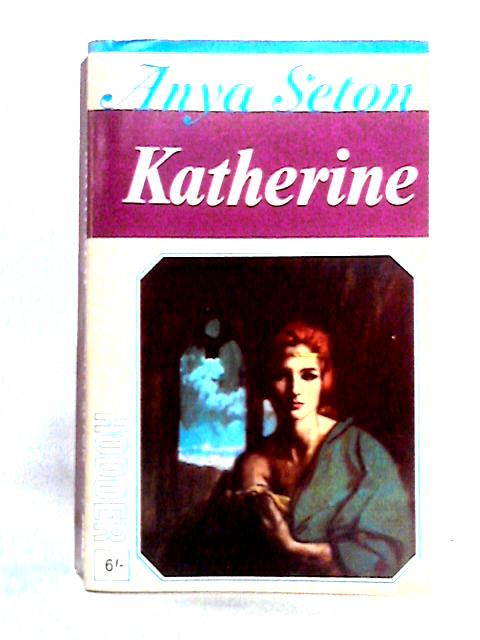 Anya Seton
Katherine
HODDER
6/-